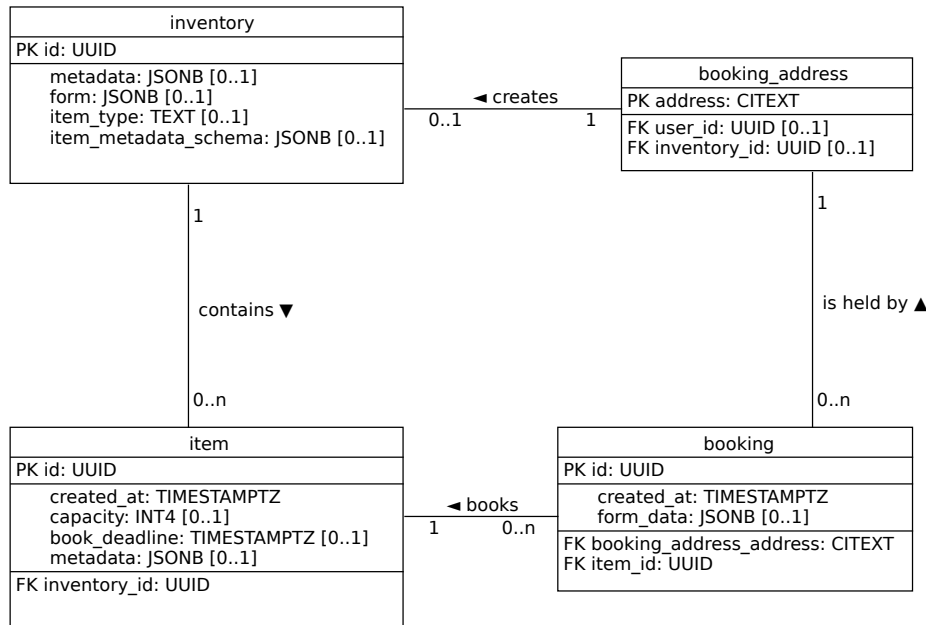 inventory
PK id: UUID
metadata: JSONB [0..1]
form: JSONB [0..1]
item_type: TEXT [0..1]
item_metadata_schema: JSONB [0..1]
◄ creates
0..1
1
booking_address
PK address: CITEXT
FK user_id: UUID [0..1]
FK inventory_id: UUID [0..1]
1
contains ▼
0..n
1
is held by ▲
0..n
item
PK id: UUID
created_at: TIMESTAMPTZ
capacity: INT4 [0..1]
book_deadline: TIMESTAMPTZ [0..1]
metadata: JSONB [0..1]
FK inventory_id: UUID
◄ books
1
0..n
booking
PK id: UUID
created_at: TIMESTAMPTZ
form_data: JSONB [0..1]
FK booking_address_address: CITEXT
FK item_id: UUID